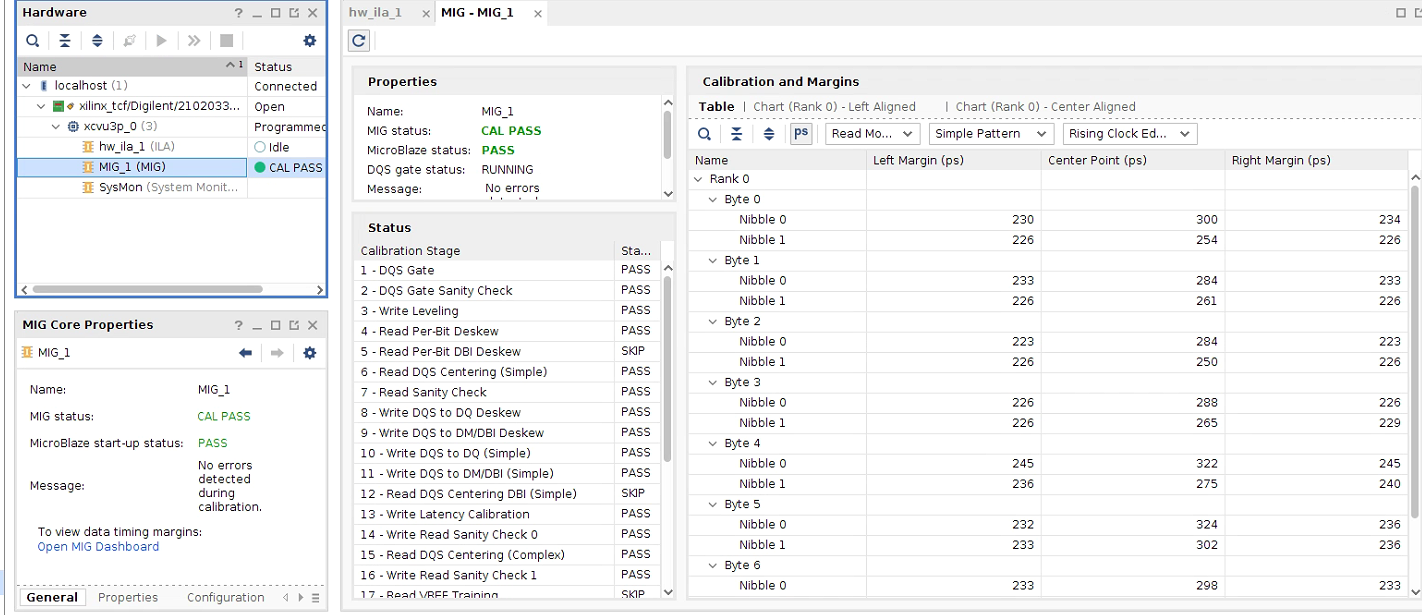 Hardware
Name 1 Status
localhost (1) Connected
xilinx_tcf/Digilent/2102033... Open
xcvu3p_0 (3) Programmed
hw_ila_1 (ILA) Idle
MIG_1 (MIG) CAL PASS
SysMon (System Monit...
MIG Core Properties
MIG_1
Name: MIG_1
MIG status: CAL PASS
MicroBlaze start-up status: PASS
Message: No errors
detected
during
calibration.
To view data timing margins:
Open MIG Dashboard
General Properties Configuration
hw_ila_1 MIG - MIG_1
Properties
Name: MIG_1
MIG status: CAL PASS
MicroBlaze status: PASS
DQS gate status: RUNNING
Message: No errors
Status
Calibration Stage Sta...
1 - DQS Gate PASS
2 - DQS Gate Sanity Check PASS
3 - Write Leveling PASS
4 - Read Per-Bit Deskew PASS
5 - Read Per-Bit DBI Deskew SKIP
6 - Read DQS Centering (Simple) PASS
7 - Read Sanity Check PASS
8 - Write DQS to DQ Deskew PASS
9 - Write DQS to DM/DBI Deskew PASS
10 - Write DQS to DQ (Simple) PASS
11 - Write DQS to DM/DBI (Simple) PASS
12 - Read DQS Centering DBI (Simple) SKIP
13 - Write Latency Calibration PASS
14 - Write Read Sanity Check 0 PASS
15 - Read DQS Centering (Complex) PASS
16 - Write Read Sanity Check 1 PASS
17 - Read VREF Training SKIP
Calibration and Margins
Table | Chart (Rank 0) - Left Aligned | Chart (Rank 0) - Center Aligned
ps Read Mo... Simple Pattern Rising Clock Ed...
Name Left Margin (ps) Center Point (ps) Right Margin (ps)
Rank 0
Byte 0
Nibble 0 230 300 234
Nibble 1 226 254 226
Byte 1
Nibble 0 233 284 233
Nibble 1 226 261 226
Byte 2
Nibble 0 223 284 223
Nibble 1 226 250 226
Byte 3
Nibble 0 226 288 226
Nibble 1 226 265 229
Byte 4
Nibble 0 245 322 245
Nibble 1 236 275 240
Byte 5
Nibble 0 232 324 236
Nibble 1 233 302 236
Byte 6
Nibble 0 233 298 233